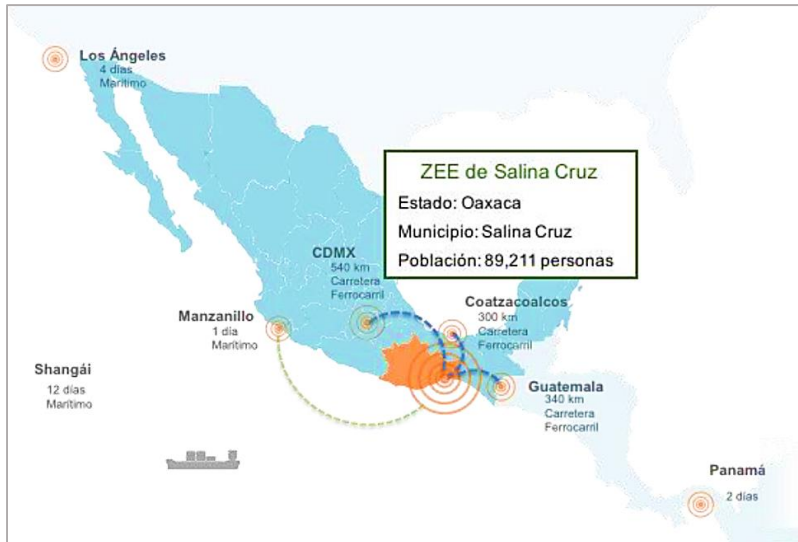 Los Ángeles
4 días
Marítimo
ZEE de Salina Cruz
Estado: Oaxaca
Municipio: Salina Cruz
Población: 89,211 personas
CDMX
540 km
Carretera
Ferrocarril
Coatzacoalcos
300 km
Carretera
Ferrocarril
Manzanillo
1 día
Marítimo
Shangái
12 días
Marítimo
Guatemala
340 km
Carretera
Ferrocarril
Panamá
2 días